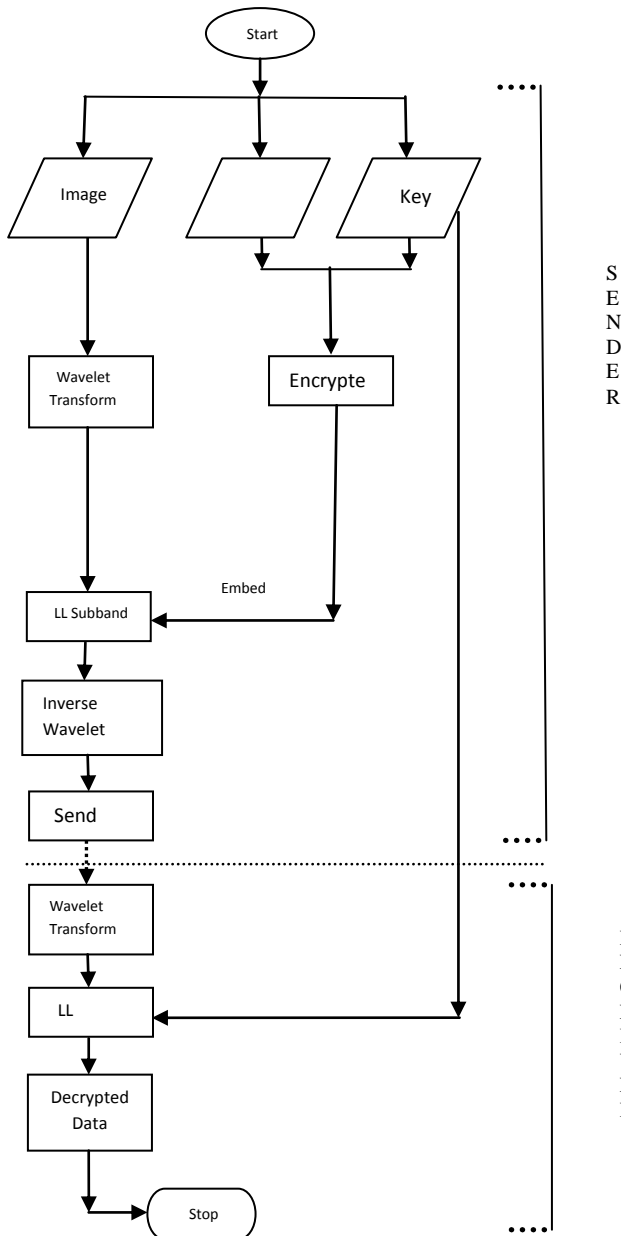 Start
Image
Key
S
E
N
D
E
R
Wavelet
Transform
Encrypte
Embed
LL Subband
Inverse
Wavelet
Send
Wavelet
Transform
LL
Decrypted
Data
Stop